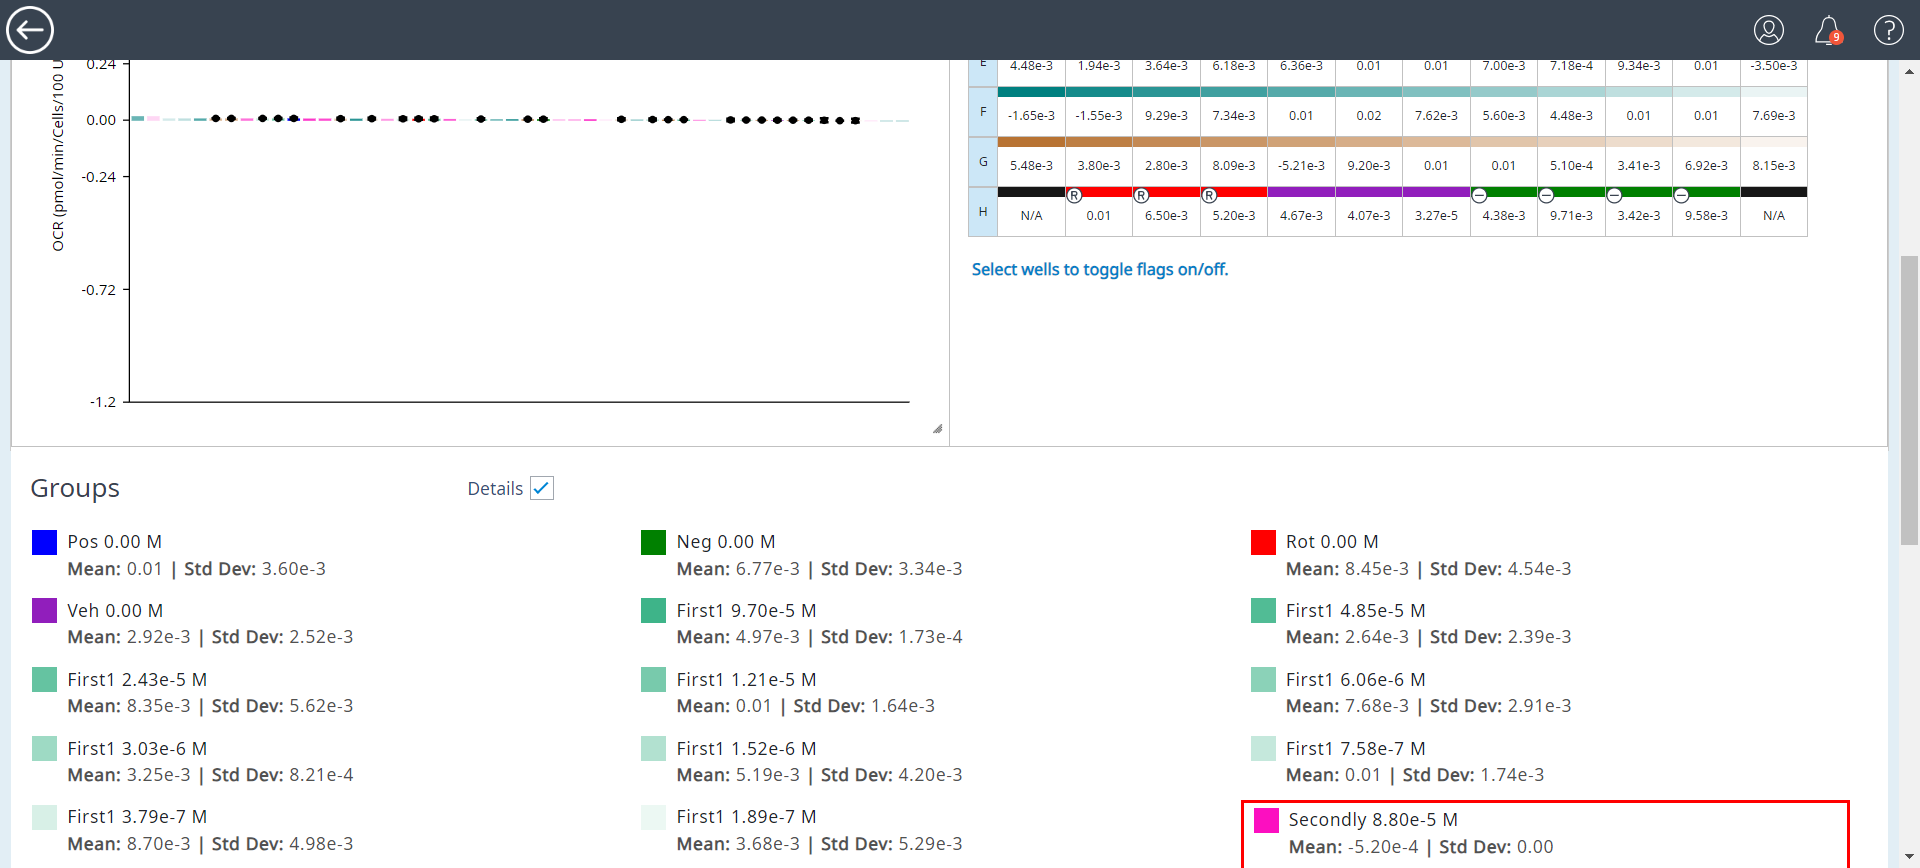 9
?
0.24
0.00
-0.24
-0.72
-1.2
OCR (pmol/min/Cells/100 U
E 4.48e-3 1.94e-3 3.64e-3 6.18e-3 6.36e-3 0.01 0.01 7.00e-3 7.18e-4 9.34e-3 0.01 -3.50e-3
F -1.65e-3 -1.55e-3 9.29e-3 7.34e-3 0.01 0.02 7.62e-3 5.60e-3 4.48e-3 0.01 0.01 7.69e-3
G 5.48e-3 3.80e-3 2.80e-3 8.09e-3 -5.21e-3 9.20e-3 0.01 0.01 5.10e-4 3.41e-3 6.92e-3 8.15e-3
R R R
H N/A 0.01 6.50e-3 5.20e-3 4.67e-3 4.07e-3 3.27e-5 4.38e-3 9.71e-3 3.42e-3 9.58e-3 N/A
Select wells to toggle flags on/off.
Groups
Details
Pos 0.00 M
Mean: 0.01 | Std Dev: 3.60e-3
Neg 0.00 M
Mean: 6.77e-3 | Std Dev: 3.34e-3
Rot 0.00 M
Mean: 8.45e-3 | Std Dev: 4.54e-3
Veh 0.00 M
Mean: 2.92e-3 | Std Dev: 2.52e-3
First1 9.70e-5 M
Mean: 4.97e-3 | Std Dev: 1.73e-4
First1 4.85e-5 M
Mean: 2.64e-3 | Std Dev: 2.39e-3
First1 2.43e-5 M
Mean: 8.35e-3 | Std Dev: 5.62e-3
First1 1.21e-5 M
Mean: 0.01 | Std Dev: 1.64e-3
First1 6.06e-6 M
Mean: 7.68e-3 | Std Dev: 2.91e-3
First1 3.03e-6 M
Mean: 3.25e-3 | Std Dev: 8.21e-4
First1 1.52e-6 M
Mean: 5.19e-3 | Std Dev: 4.20e-3
First1 7.58e-7 M
Mean: 0.01 | Std Dev: 1.74e-3
First1 3.79e-7 M
Mean: 8.70e-3 | Std Dev: 4.98e-3
First1 1.89e-7 M
Mean: 3.68e-3 | Std Dev: 5.29e-3
Secondly 8.80e-5 M
Mean: -5.20e-4 | Std Dev: 0.00